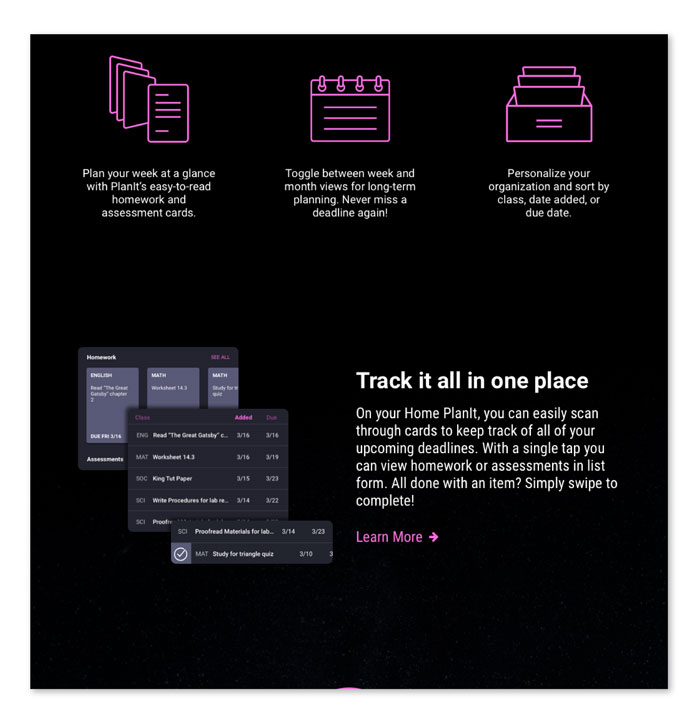 Plan your week at a glance
with PlanIt's easy-to-read
homework and
assessment cards.
Toggle between week and
month views for long-term
planning. Never miss a
deadline again!
Personalize your
organization and sort by
class, date added, or
due date.
Homework
SEE ALL
ENGLISH
Read "The Great
Gatsby" chapter
2
DUE FRI 3/16
MATH
Worksheet 14.3
MATH
Study for
quiz
Assessments
Class Added Due
ENG Read "The Great Gatsby" c... 3/16 3/16
MAT Worksheet 14.3 3/16 3/19
SOC King Tut Paper 3/15 3/23
SCI Write Procedures for lab re... 3/14 3/22
SCI
SCI Proofread Materials for lab... 3/14 3/23
MAT Study for triangle quiz 3/10
Track it all in one place
On your Home PlanIt, you can easily scan
through cards to keep track of all of your
upcoming deadlines. With a single tap you
can view homework or assessments in list
form. All done with an item? Simply swipe to
complete!
Learn More